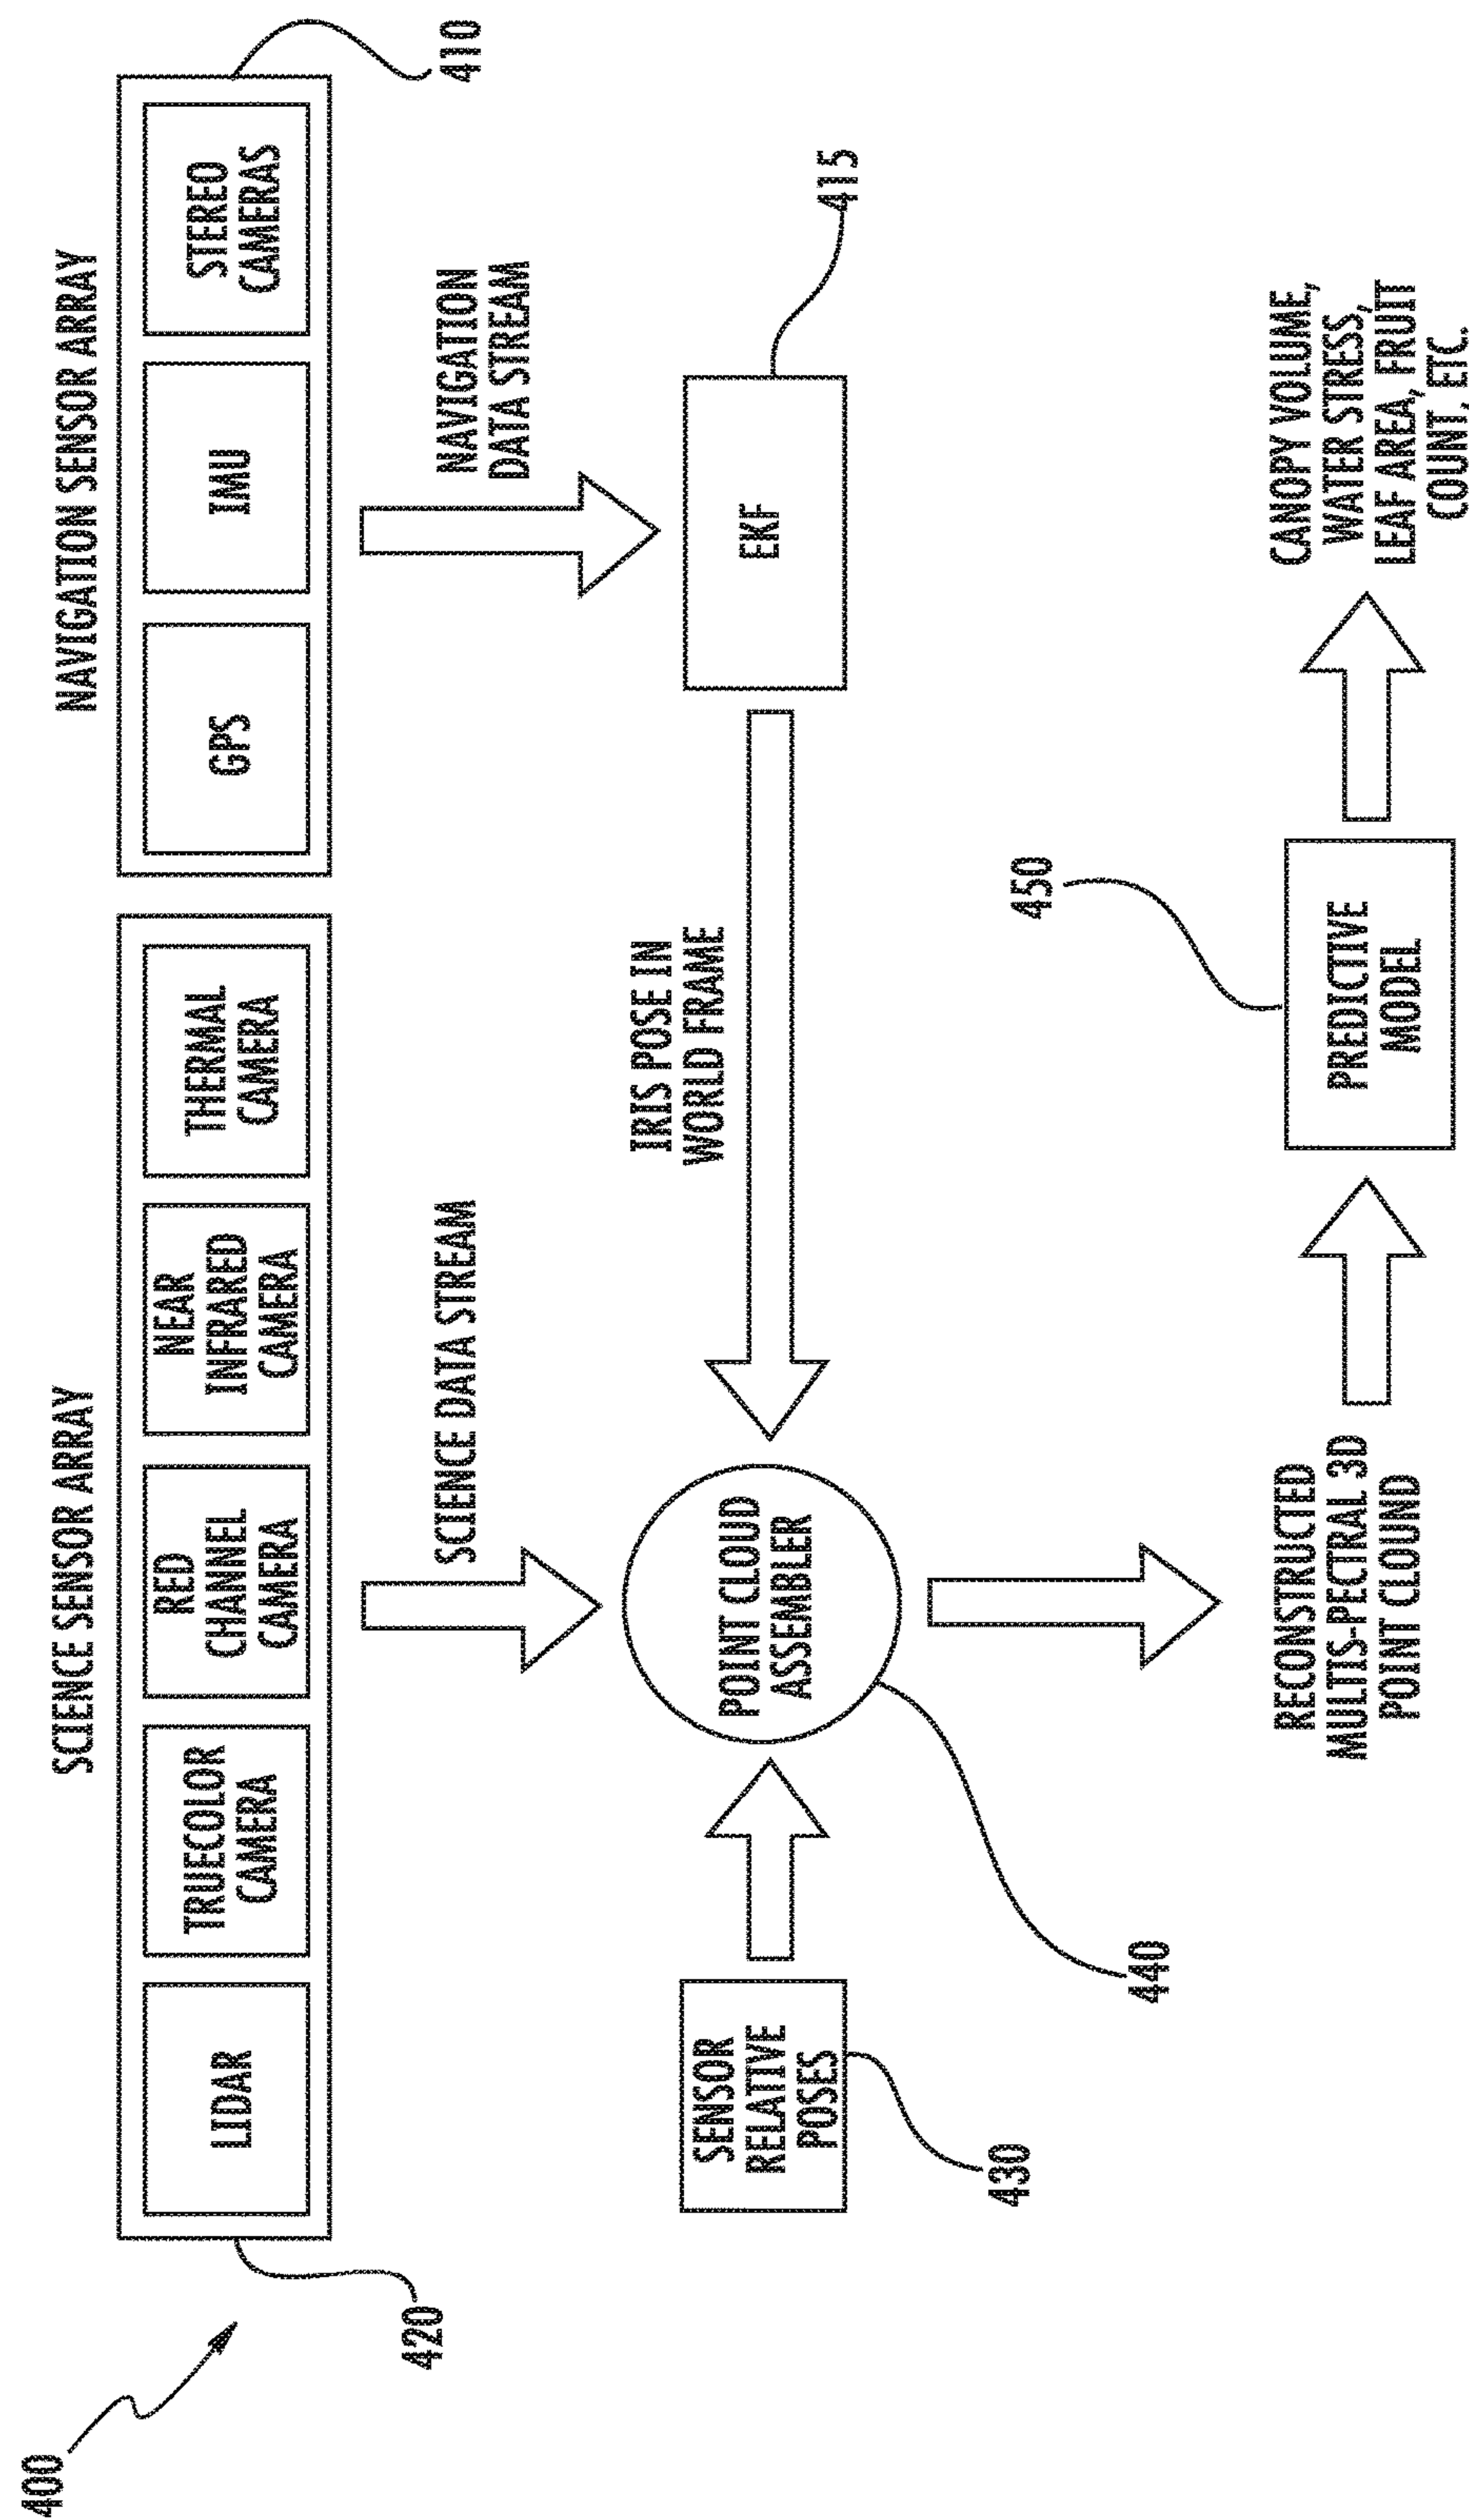 400
SCIENCE SENSOR ARRAY
NAVIGATION SENSOR ARRAY
LIDAR
TRUECOLOR
CAMERA
RED
CHANNEL
CAMERA
NEAR
INFRARED
CAMERA
THERMAL
CAMERA
GPS
IMU
STEREO
CAMERAS
420
410
SCIENCE DATA STREAM
NAVIGATION
DATA STREAM
SENSOR
RELATIVE
POSES
430
POINT CLOUD
ASSEMBLER
440
IRIS POSE IN
WORLD FRAME
EKF
415
RECONSTRUCTED
MULTIS-PECTRAL 3D
POINT CLOUND
PREDICTIVE
MODEL
450
CANOPY VOLUME,
WATER STRESS,
LEAF AREA, FRUIT
COUNT, ETC.